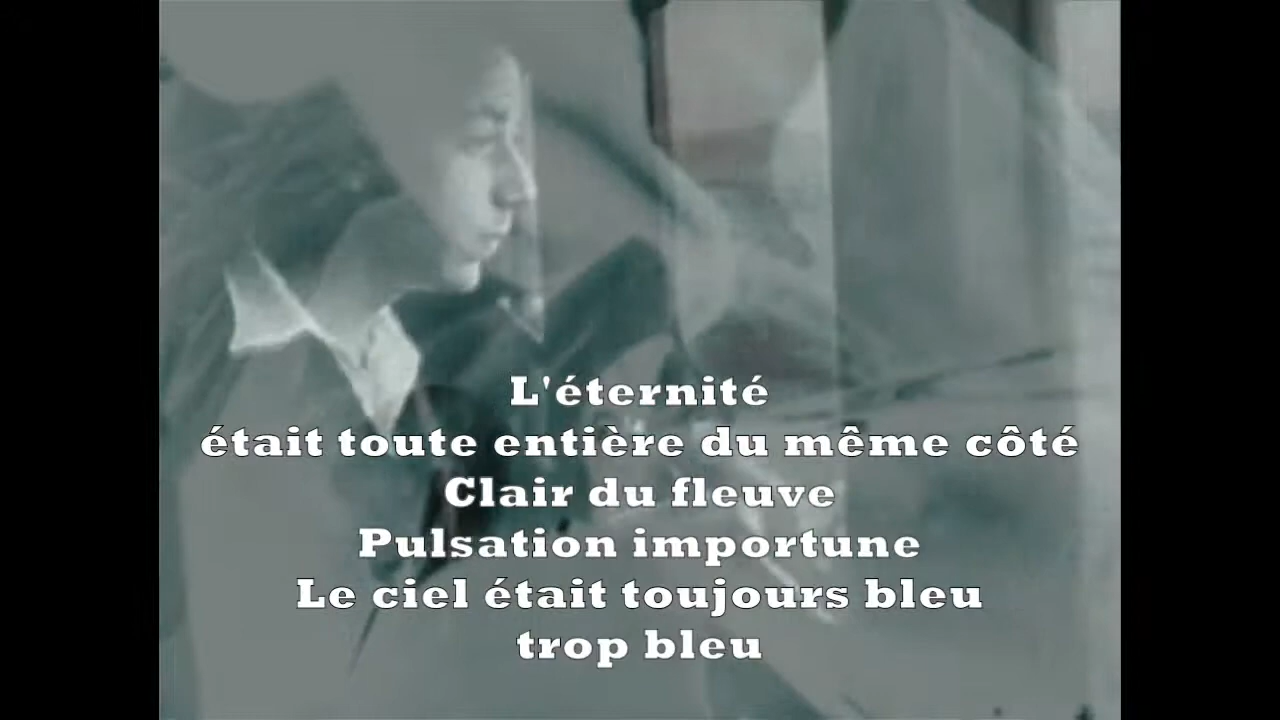 L'éternité
était toute entière du même côté
Clair du fleuve
Pulsation importune
Le ciel était toujours bleu
trop bleu